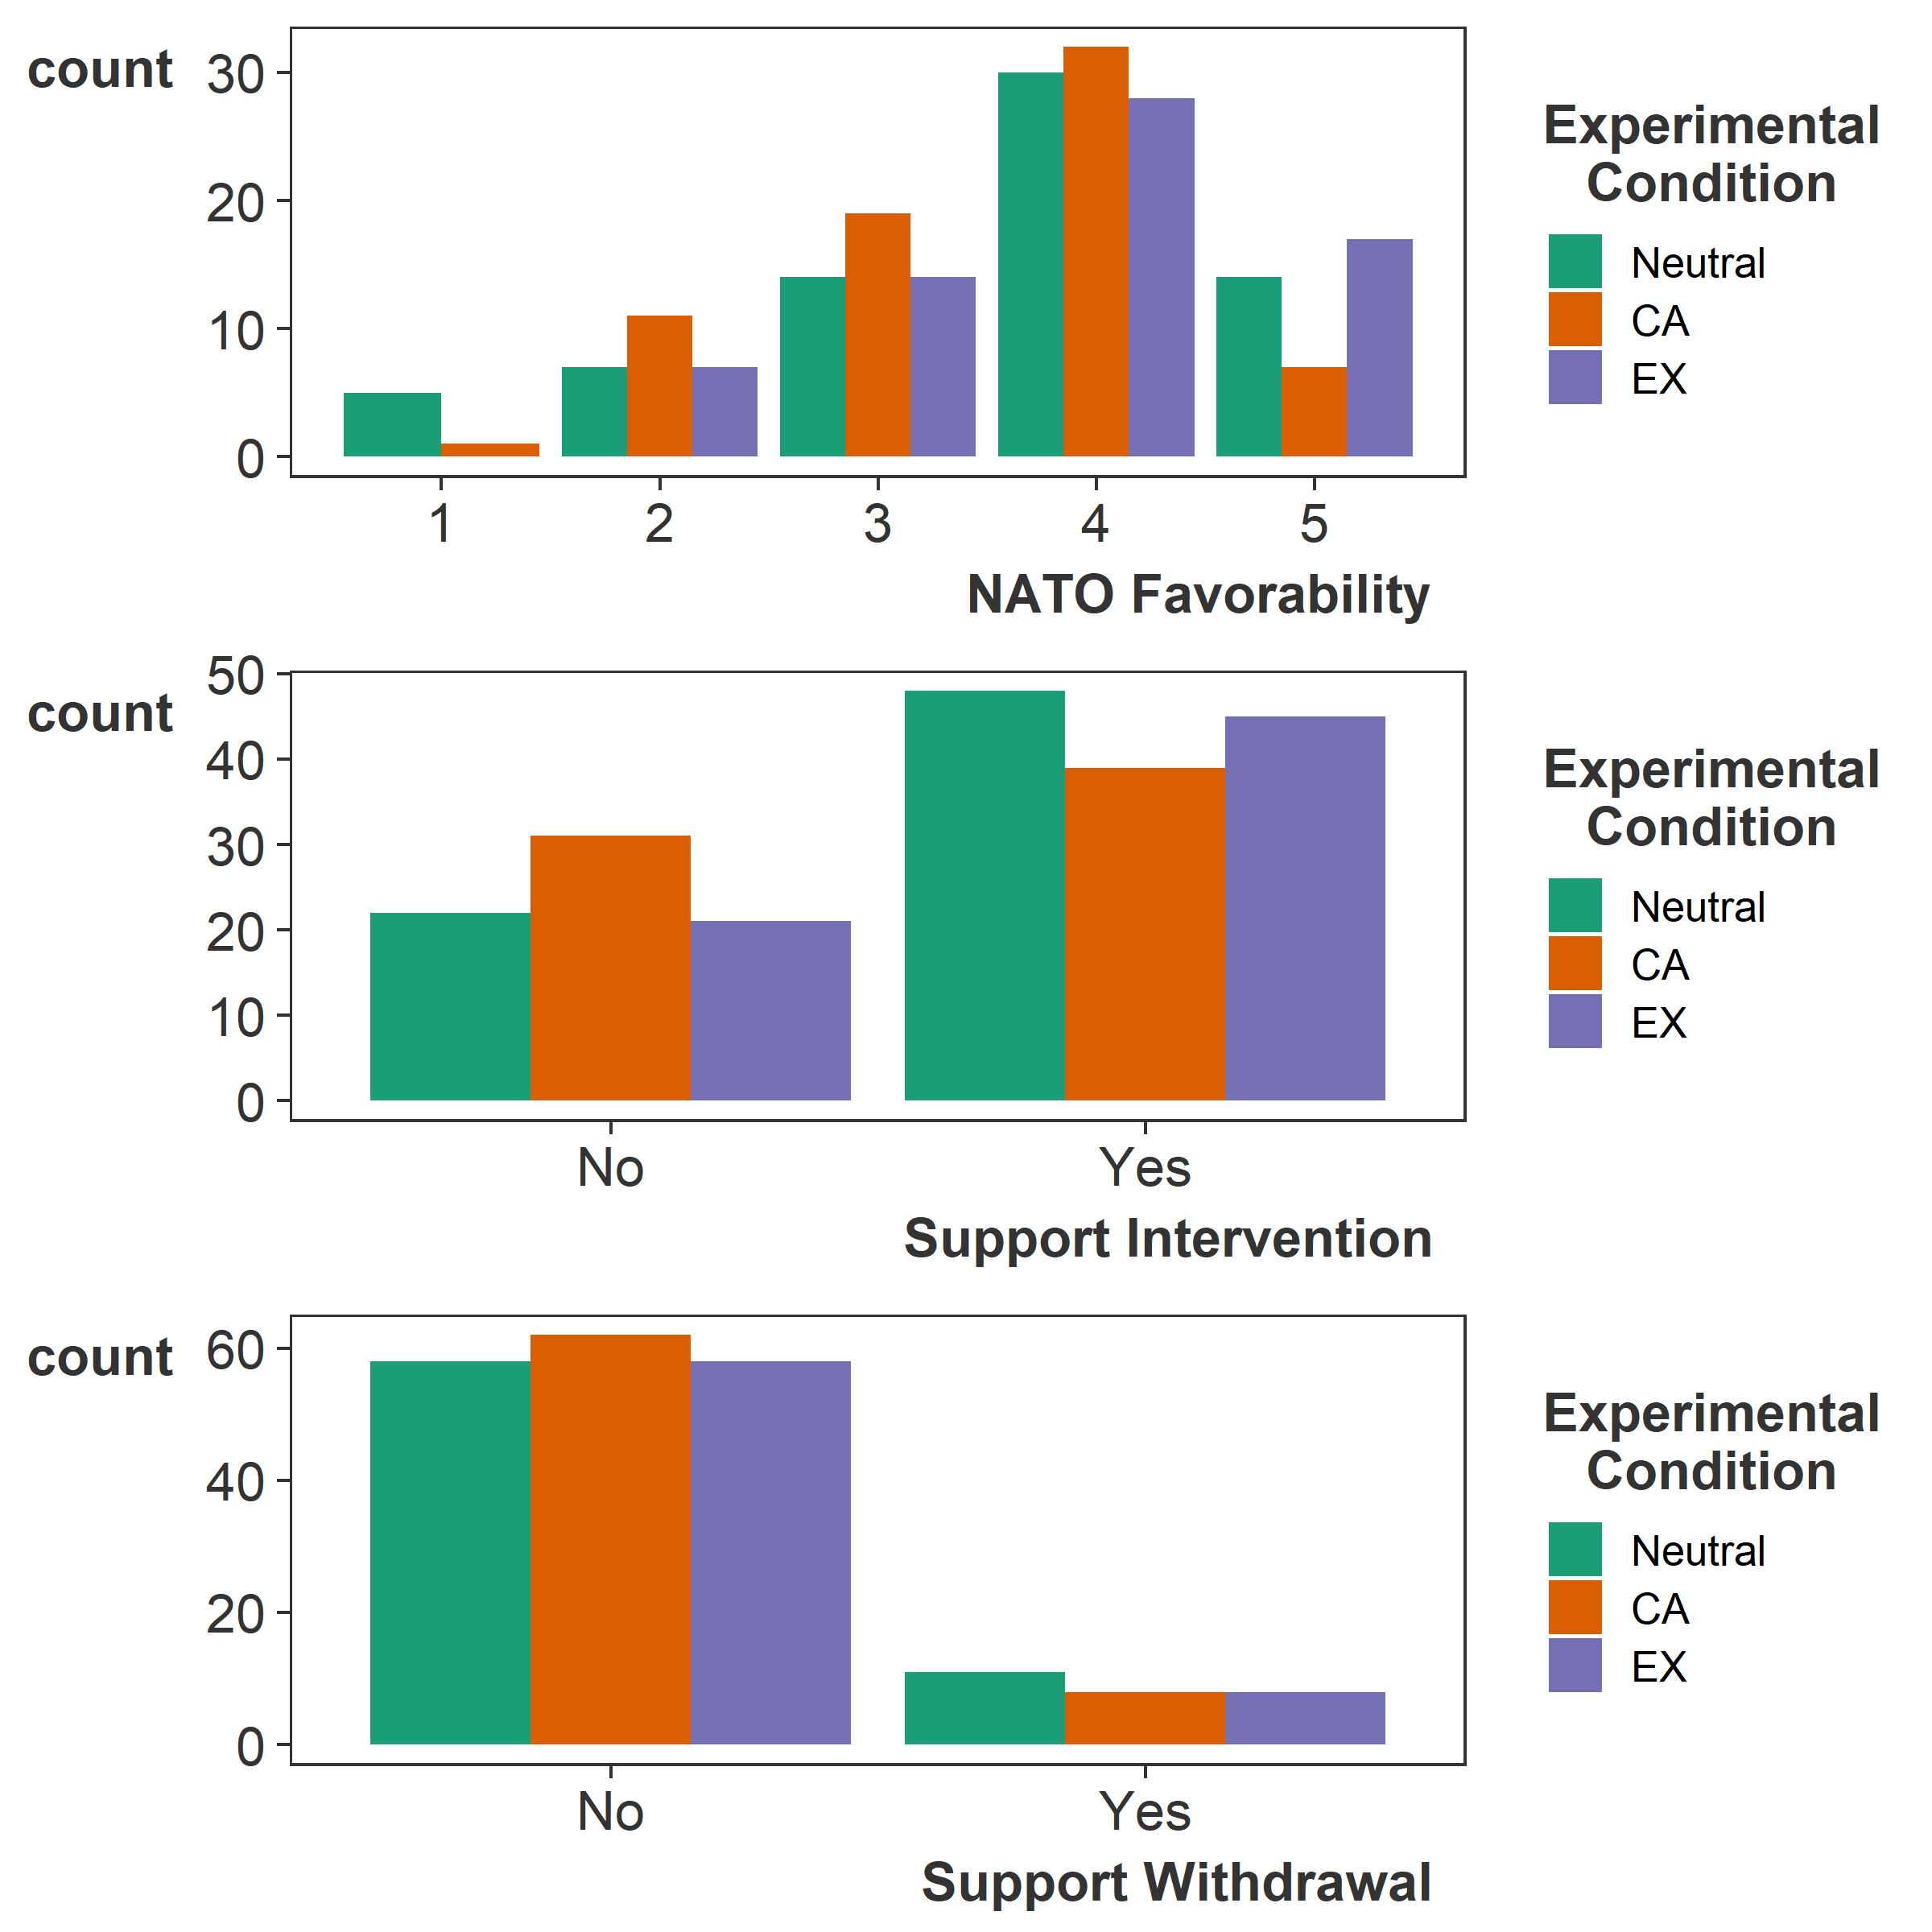 count
30
20
10
0
1 2 3 4 5
NATO Favorability
Experimental
Condition
Neutral
CA
EX
count
50
40
30
20
10
0
No Yes
Support Intervention
Experimental
Condition
Neutral
CA
EX
count
60
40
20
0
No Yes
Support Withdrawal
Experimental
Condition
Neutral
CA
EX